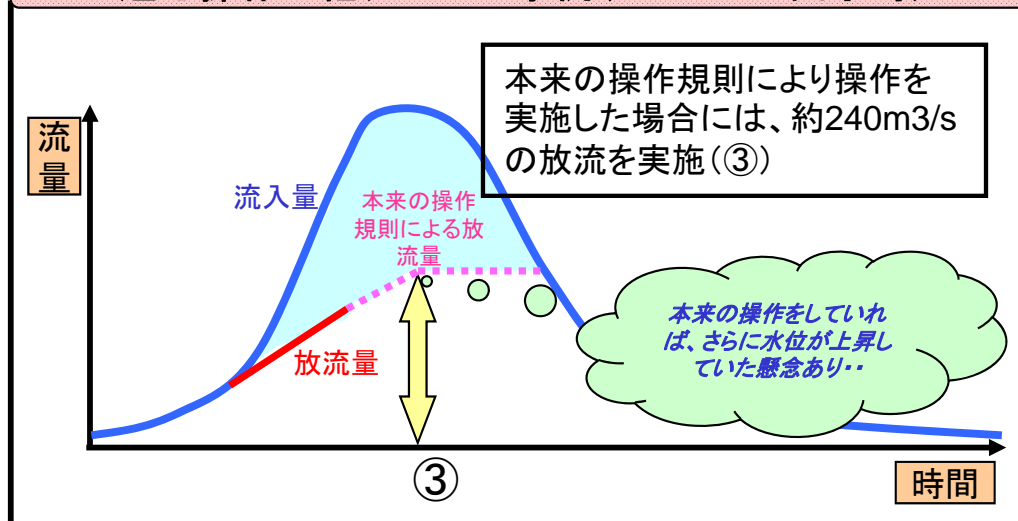 本来の操作規則により操作を
実施した場合には、約240m3/s
の放流を実施(③)
流
量
流入量
本来の操作
規則による放
流量
本来の操作をしていれ
ば、さらに水位が上昇し
ていた懸念あり・・
放流量
③
時間